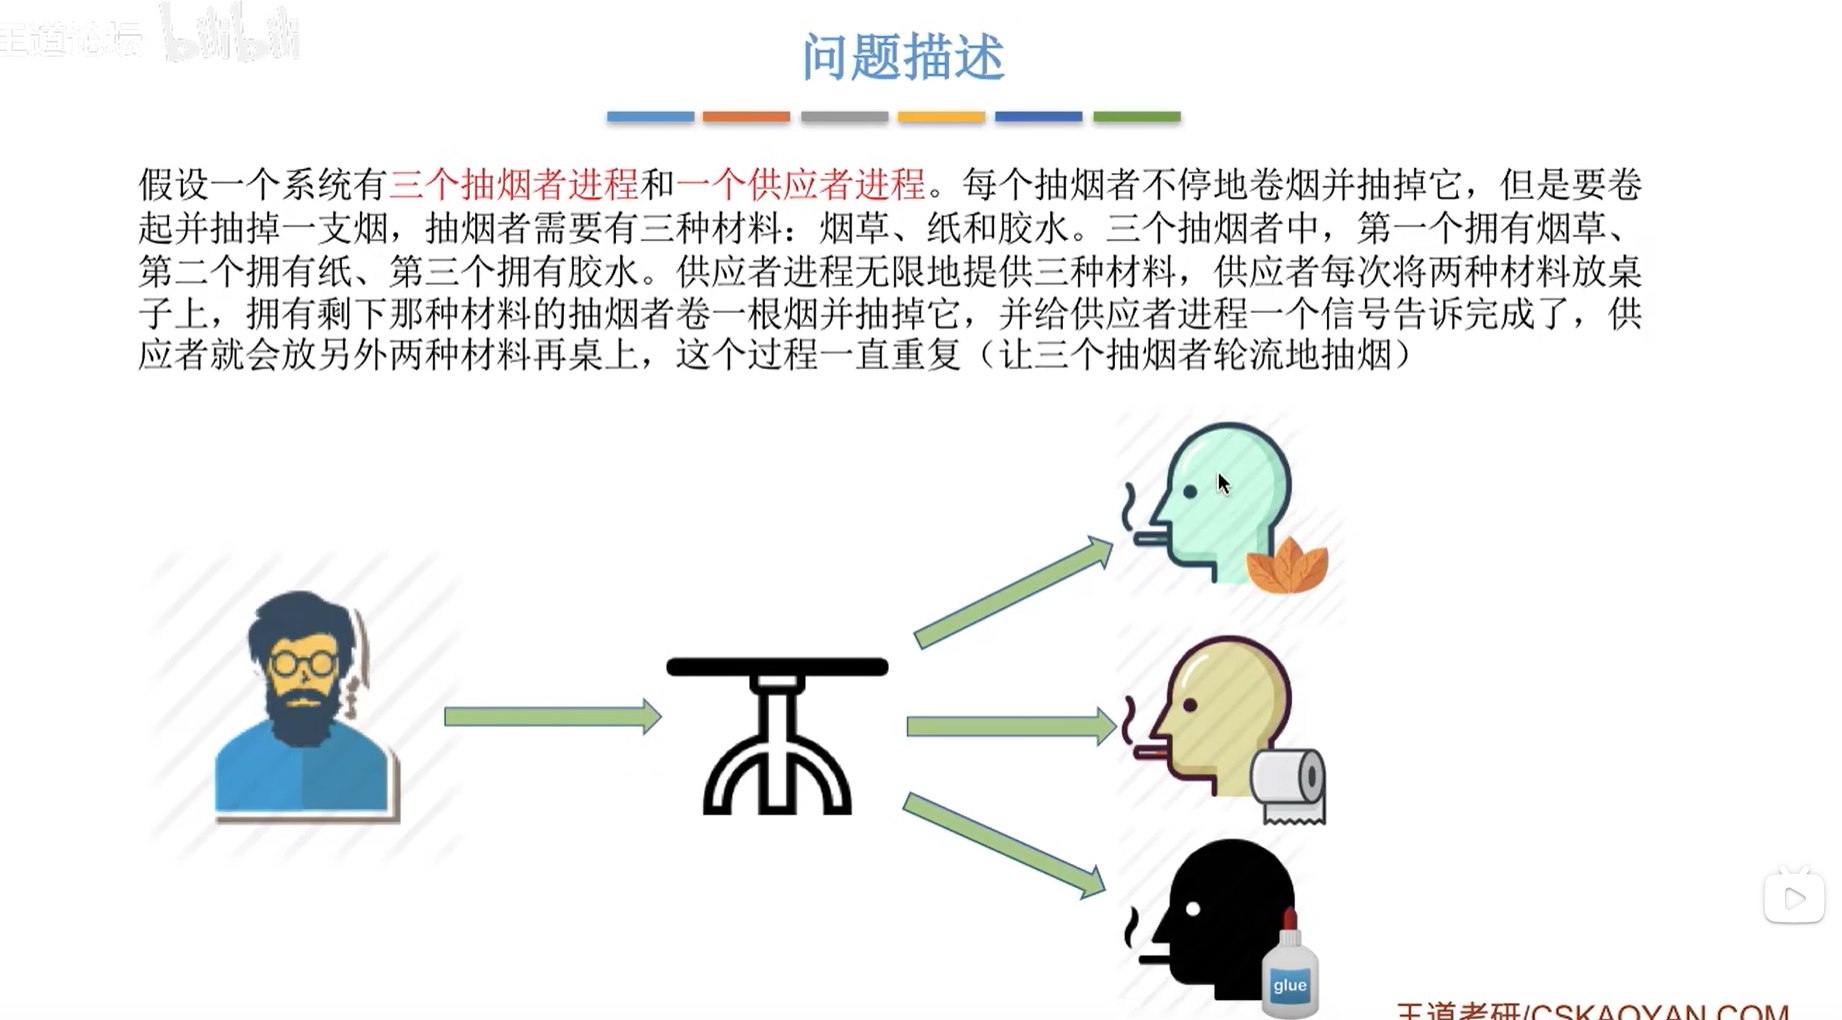 王道论坛 bilibili
问题描述
假设一个系统有三个抽烟者进程和一个供应者进程。每个抽烟者不停地卷烟并抽掉它，但是要卷
起并抽掉一支烟，抽烟者需要有三种材料：烟草、纸和胶水。三个抽烟者中，第一个拥有烟草、
第二个拥有纸、第三个拥有胶水。供应者进程无限地提供三种材料，供应者每次将两种材料放桌
子上，拥有剩下那种材料的抽烟者卷一根烟并抽掉它，并给供应者进程一个信号告诉完成了，供
应者就会放另外两种材料再桌上，这个过程一直重复（让三个抽烟者轮流地抽烟）
glue
王道考研/CSKAOYAN.COM